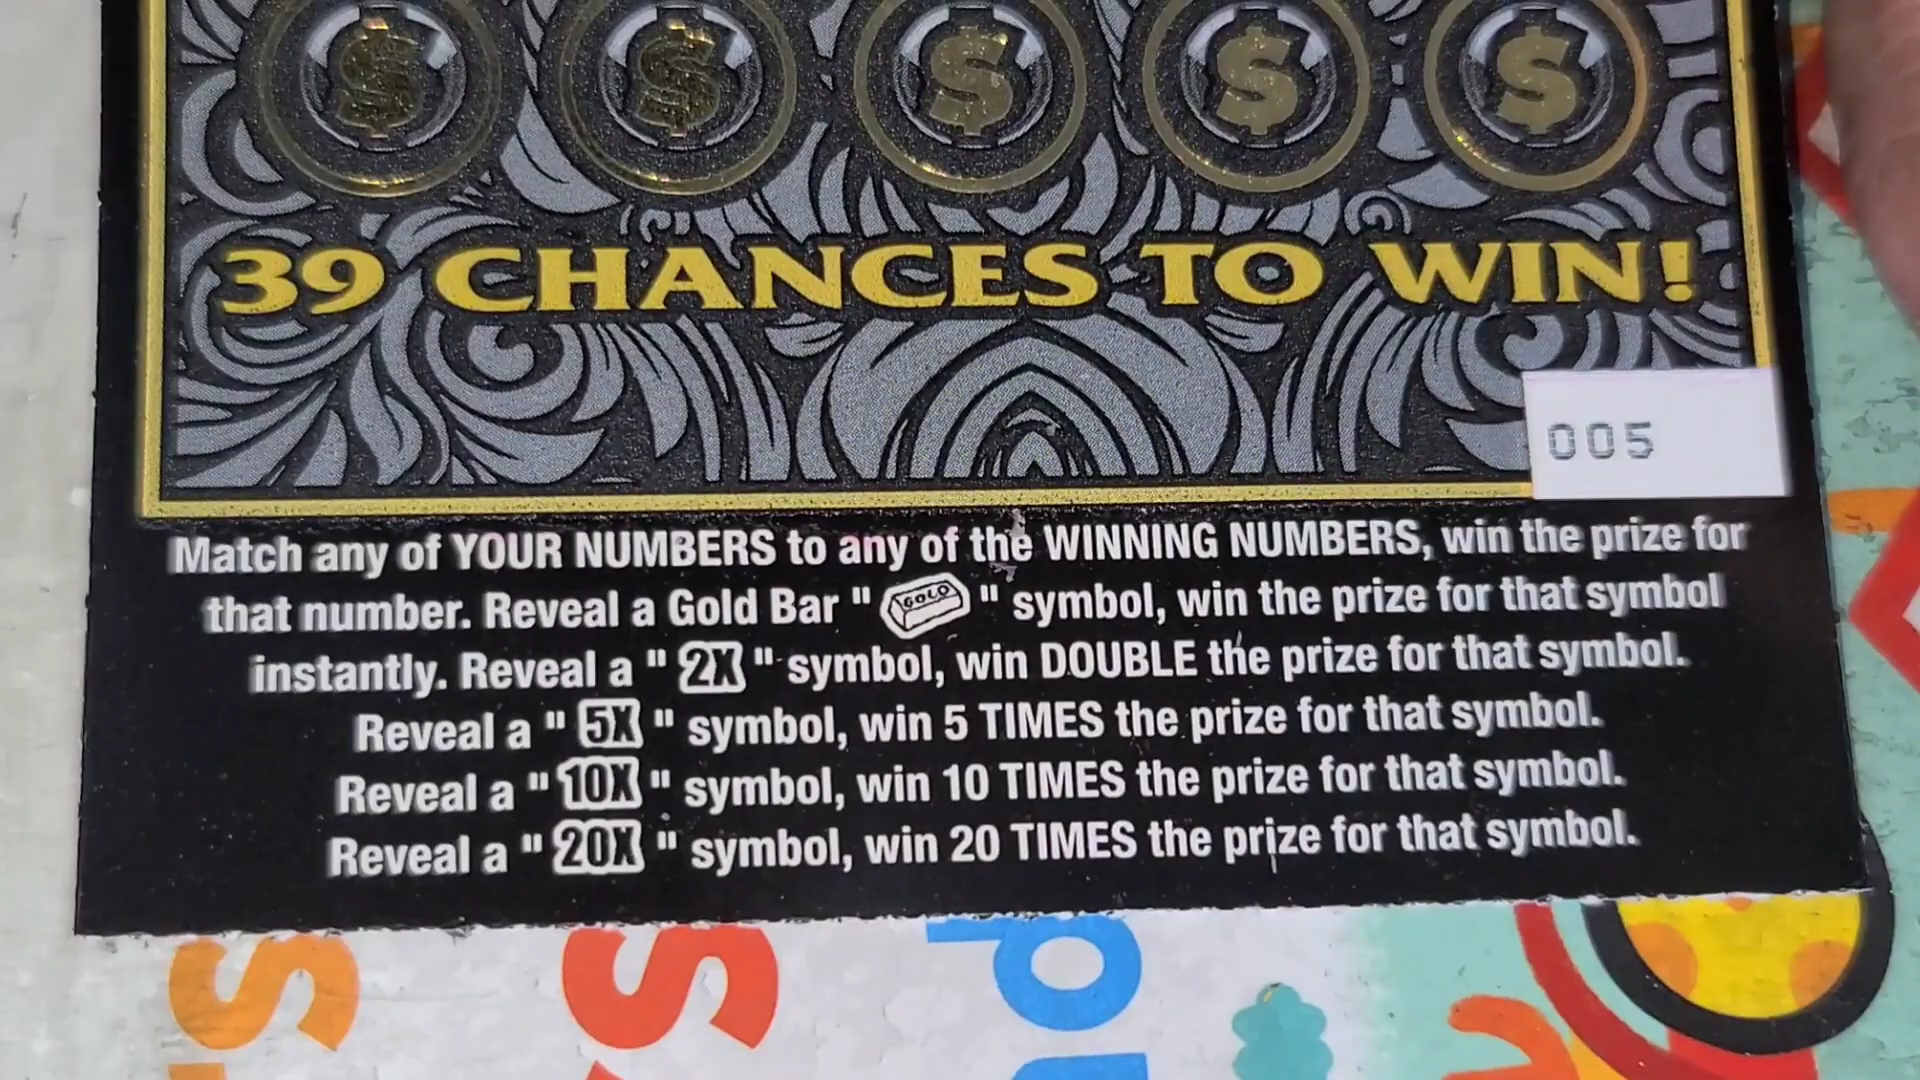 $ $ $ $ $
39 CHANCES TO WIN!
005
Match any of YOUR NUMBERS to any of the WINNING NUMBERS, win the prize for
that number. Reveal a Gold Bar " GOLD " symbol, win the prize for that symbol
instantly. Reveal a " 2X " symbol, win DOUBLE the prize for that symbol.
Reveal a " 5X " symbol, win 5 TIMES the prize for that symbol.
Reveal a " 10X " symbol, win 10 TIMES the prize for that symbol.
Reveal a " 20X " symbol, win 20 TIMES the prize for that symbol.